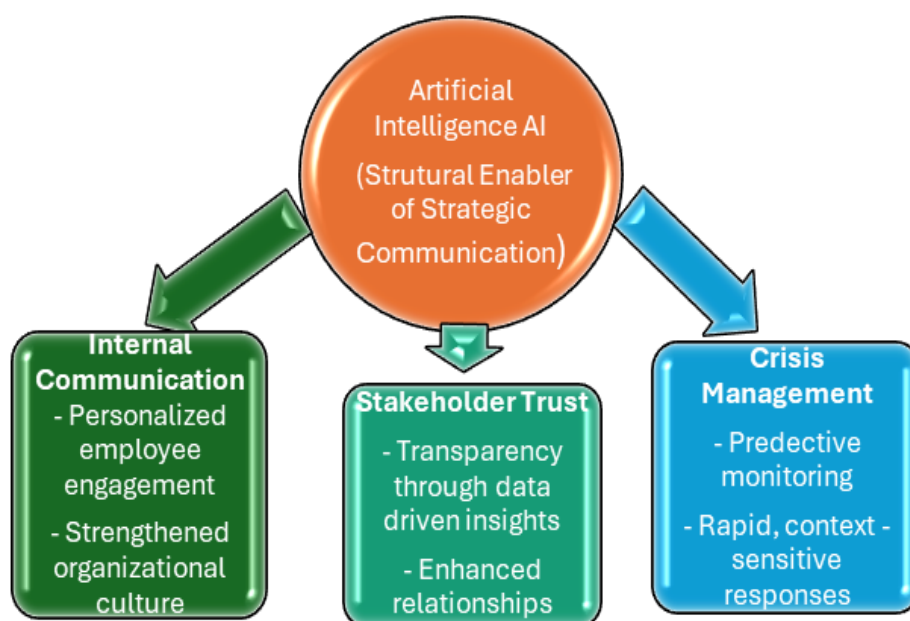 Artificial
Intelligence AI
(Strutural Enabler
of Strategic
Communication)
Internal
Communication
- Personalized
employee
engagement
- Strengthened
organizational
culture
Stakeholder Trust
- Transparency
through data
driven insights
- Enhanced
relationships
Crisis
Management
- Predective
monitoring
- Rapid, context -
sensitive
responses